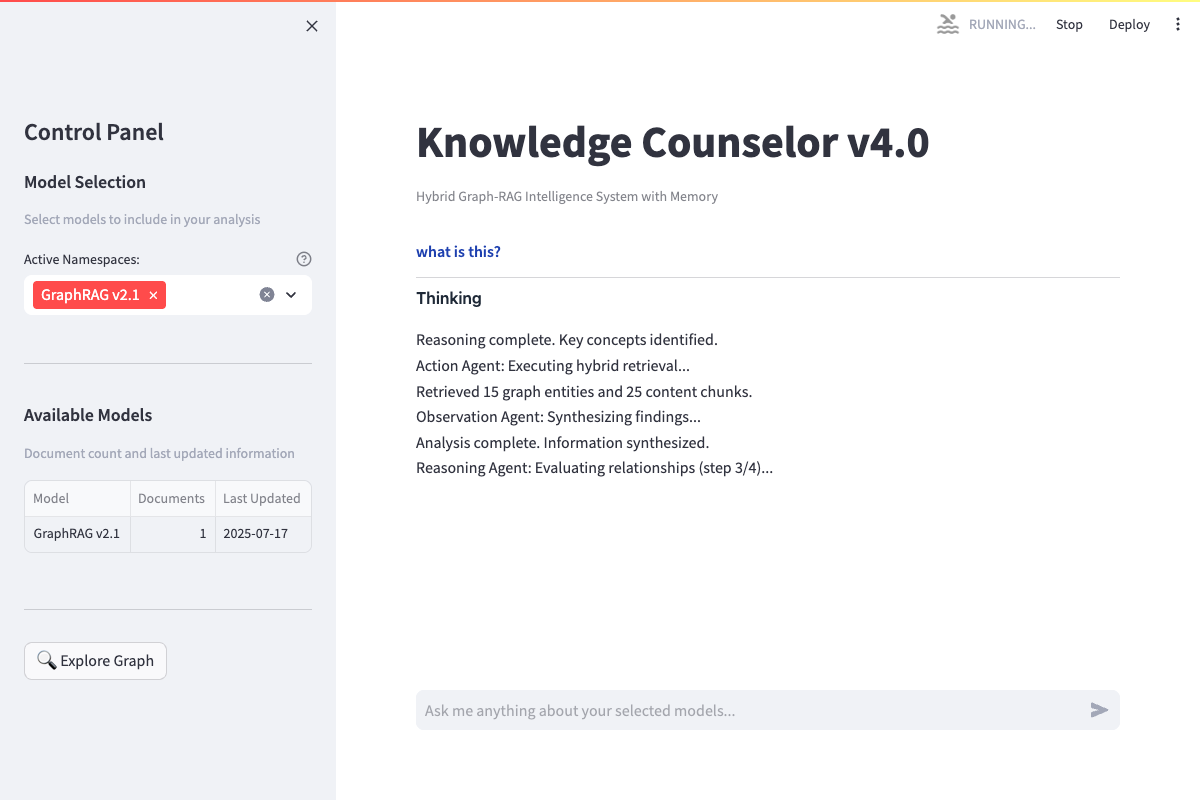 RUNNING...
Stop
Deploy
Control Panel
Model Selection
Select models to include in your analysis
Active Namespaces:
GraphRAG v2.1
Available Models
Document count and last updated information
Model Documents Last Updated
GraphRAG v2.1 1 2025-07-17
Explore Graph
Knowledge Counselor v4.0
Hybrid Graph-RAG Intelligence System with Memory
what is this?
Thinking
Reasoning complete. Key concepts identified.
Action Agent: Executing hybrid retrieval...
Retrieved 15 graph entities and 25 content chunks.
Observation Agent: Synthesizing findings...
Analysis complete. Information synthesized.
Reasoning Agent: Evaluating relationships (step 3/4)...
Ask me anything about your selected models...